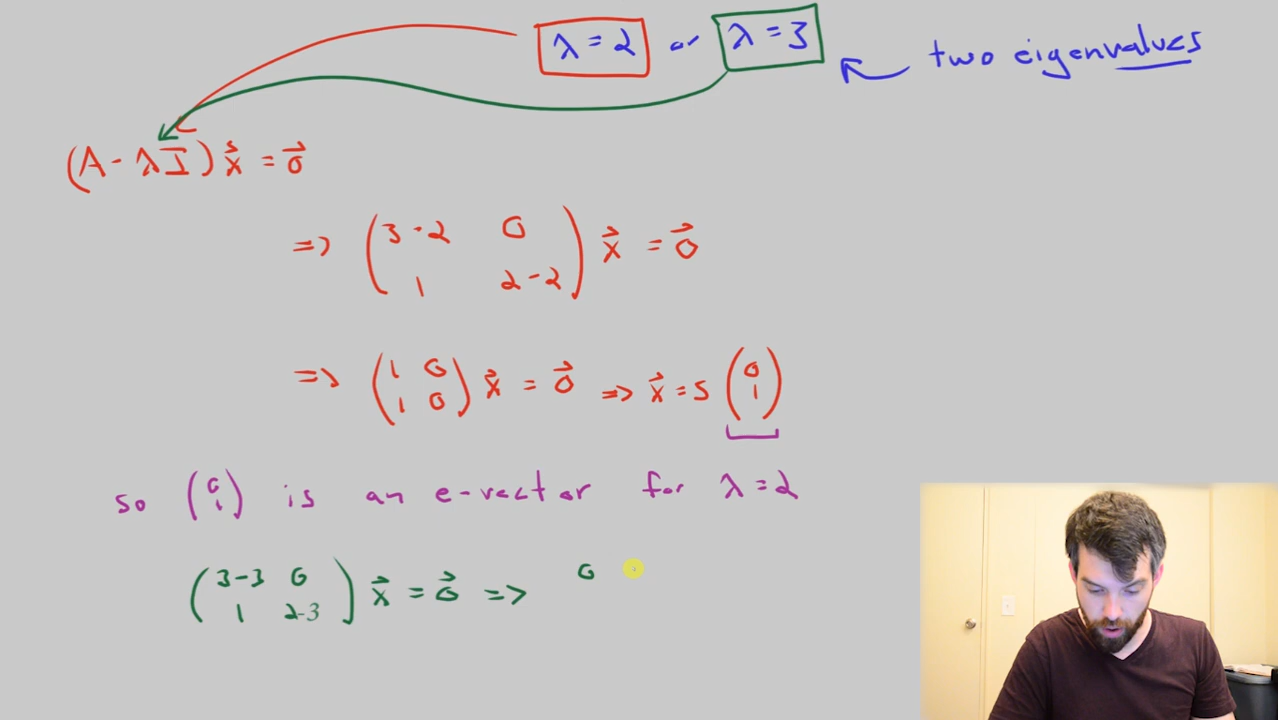 λ = 2 or λ = 3
two eigenvalues
(A - λI) x⃗ = 0⃗
=> (3-2 0
1 2-2) x⃗ = 0⃗
=> (1 0
1 0) x⃗ = 0⃗ => x⃗ = s (0
1)
so (0
1) is an e-vector for λ = 2
(3-3 0
1 2-3) x⃗ = 0⃗ => 0